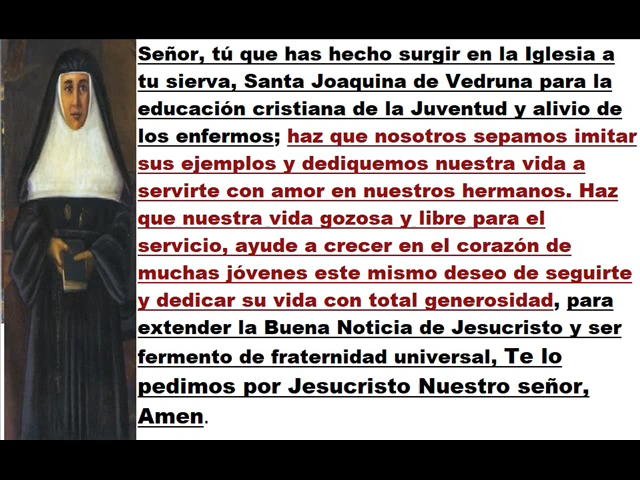 Señor, tú que has hecho surgir en la Iglesia a
tu sierva, Santa Joaquina de Vedruna para la
educación cristiana de la Juventud y alivio de
los enfermos; haz que nosotros sepamos imitar
sus ejemplos y dediquemos nuestra vida a
servirte con amor en nuestros hermanos. Haz
que nuestra vida gozosa y libre para el
servicio, ayude a crecer en el corazón de
muchas jóvenes este mismo deseo de seguirte
y dedicar su vida con total generosidad, para
extender la Buena Noticia de Jesucristo y ser
fermento de fraternidad universal, Te lo
pedimos por Jesucristo Nuestro señor,
Amen.